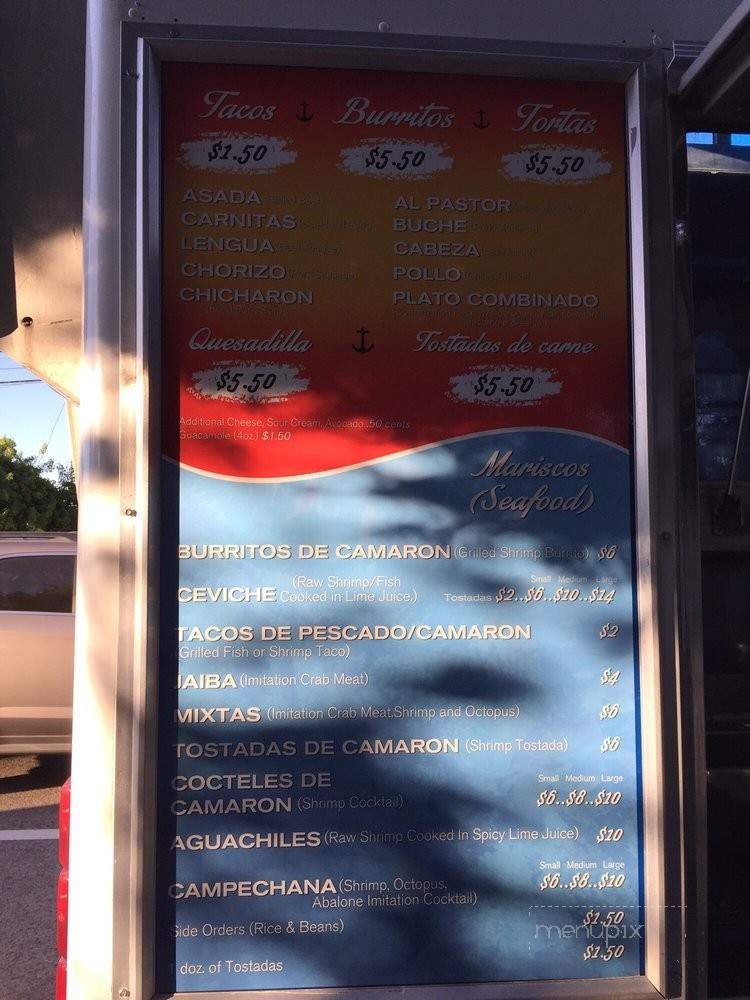 Tacos Burritos Tortas
$1.50 $5.50 $5.50
ASADA AL PASTOR
CARNITAS BUCHE
LENGUA CABEZA
CHORIZO POLLO
CHICHARON PLATO COMBINADO
Quesadilla Tostadas de carne
$5.50 $5.50
Additional Cheese, Sour Cream, Avocado .50 cents
Guacamole (4oz.) $1.50
Mariscos
(Seafood)
BURRITOS DE CAMARON (Grilled Shrimp Burrito) $6
(Raw Shrimp/Fish Small Medium Large
CEVICHE Cooked in Lime Juice.) Tostadas $2..$6..$10..$14
TACOS DE PESCADO/CAMARON $2
(Grilled Fish or Shrimp Taco)
JAIBA (Imitation Crab Meat) $4
MIXTAS (Imitation Crab Meat,Shrimp and Octopus) $6
TOSTADAS DE CAMARON (Shrimp Tostada) $6
COCTELES DE Small Medium Large
CAMARON (Shrimp Cocktail) $6..$8..$10
AGUACHILES (Raw Shrimp Cooked In Spicy Lime Juice) $10
Small Medium Large
CAMPECHANA (Shrimp, Octopus, $6..$8..$10
Abalone Imitation Cocktail)
Side Orders (Rice & Beans) $1.50
menupix
doz. of Tostadas $1.50